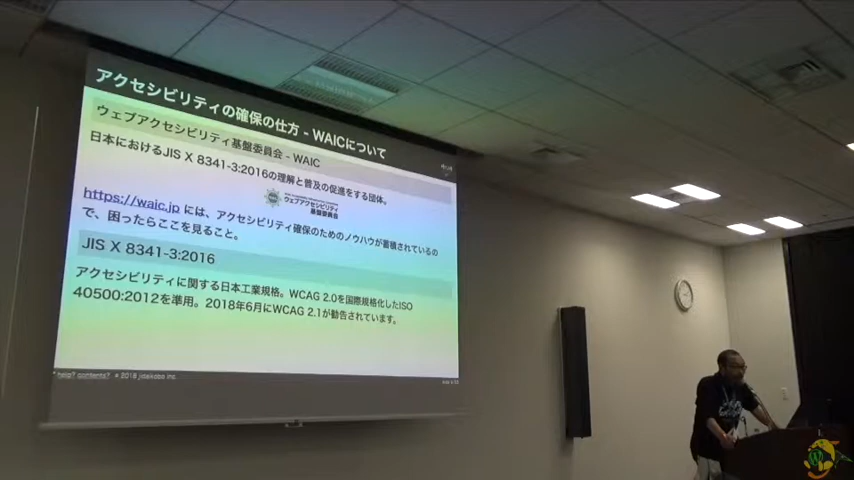 アクセシビリティの確保の仕方 - WAICについて
ウェブアクセシビリティ基盤委員会 - WAIC
日本におけるJIS X 8341-3:2016の理解と普及の促進をする団体。
ウェブアクセシビリティ
基盤委員会
https://waic.jp には、アクセシビリティ確保のためのノウハウが蓄積されているの
で、困ったらここを見ること。
JIS X 8341-3:2016
アクセシビリティに関する日本工業規格。WCAG 2.0を国際規格化したISO
40500:2012を準用。2018年6月にWCAG 2.1が勧告されています。
* help? contents? © 2018 jidaikobo inc.